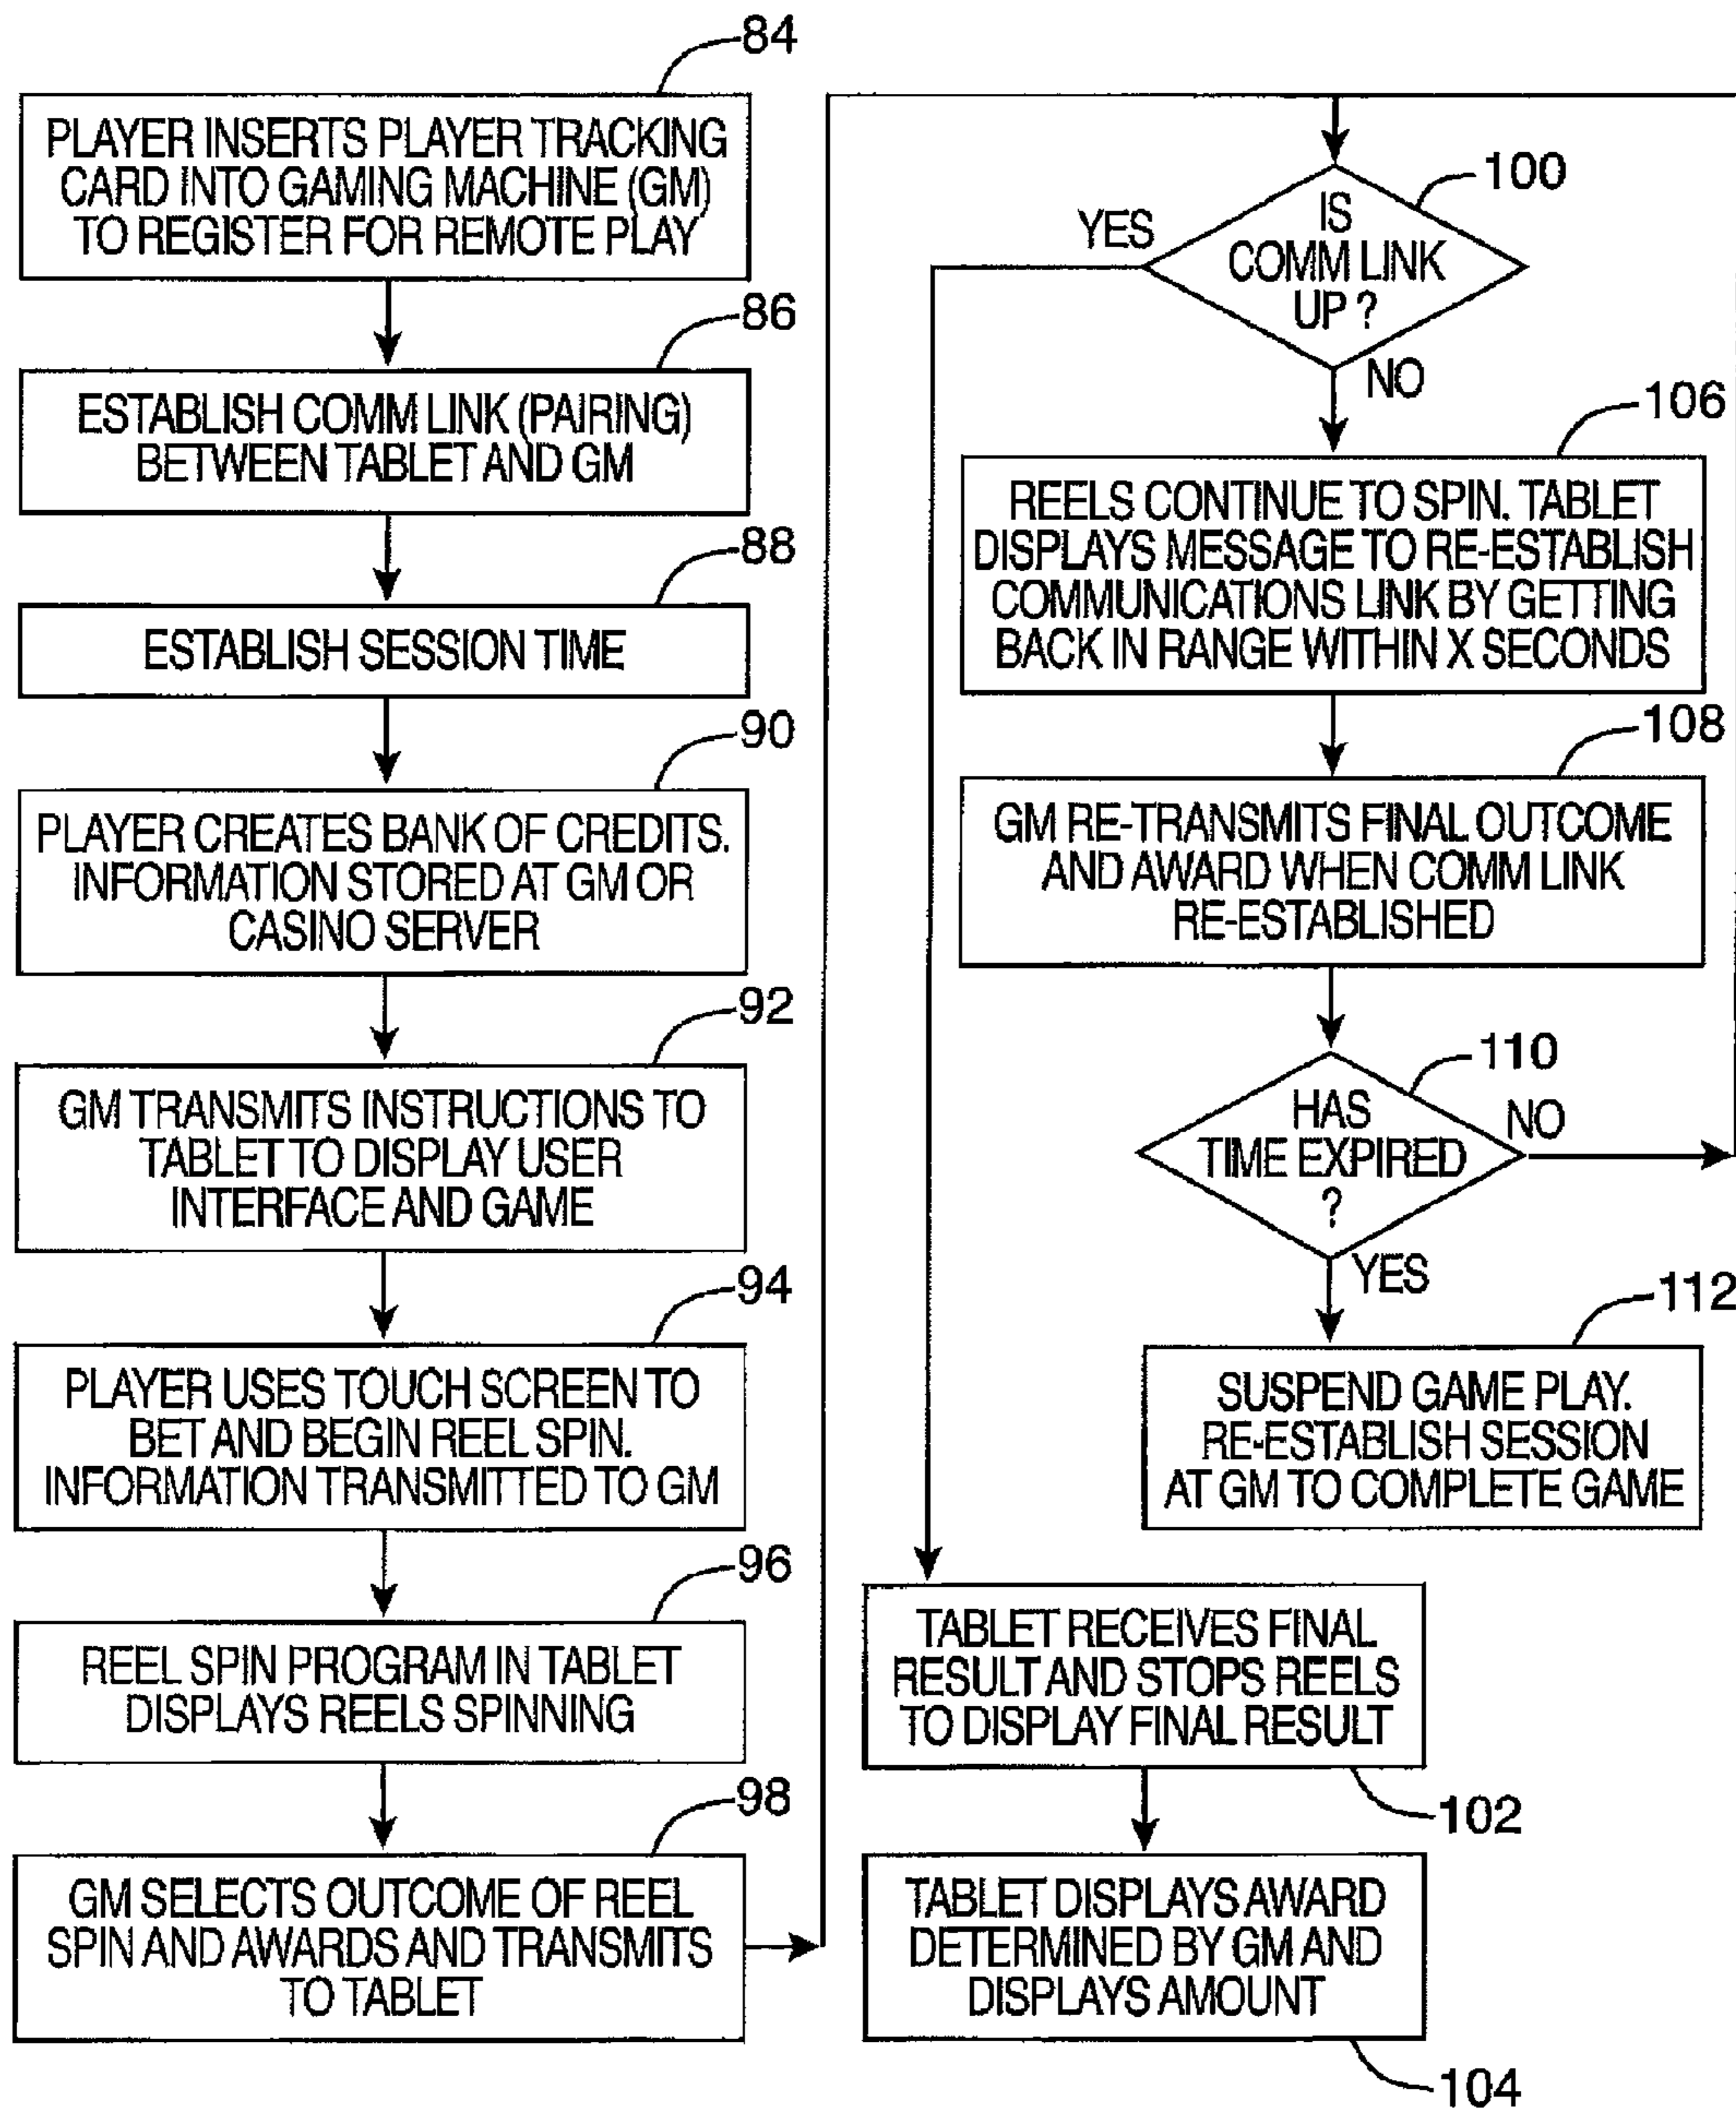 84
PLAYER INSERTS PLAYER TRACKING
CARD INTO GAMING MACHINE (GM)
TO REGISTER FOR REMOTE PLAY
86
ESTABLISH COMM LINK (PAIRING)
BETWEEN TABLET AND GM
88
ESTABLISH SESSION TIME
90
PLAYER CREATES BANK OF CREDITS.
INFORMATION STORED AT GM OR
CASINO SERVER
92
GM TRANSMITS INSTRUCTIONS TO
TABLET TO DISPLAY USER
INTERFACE AND GAME
94
PLAYER USES TOUCH SCREEN TO
BET AND BEGIN REEL SPIN.
INFORMATION TRANSMITTED TO GM
96
REEL SPIN PROGRAM IN TABLET
DISPLAYS REELS SPINNING
98
GM SELECTS OUTCOME OF REEL
SPIN AND AWARDS AND TRANSMITS
TO TABLET
100
IS
COMM LINK
UP ?
YES
NO
106
REELS CONTINUE TO SPIN. TABLET
DISPLAYS MESSAGE TO RE-ESTABLISH
COMMUNICATIONS LINK BY GETTING
BACK IN RANGE WITHIN X SECONDS
108
GM RE-TRANSMITS FINAL OUTCOME
AND AWARD WHEN COMM LINK
RE-ESTABLISHED
110
HAS
TIME EXPIRED
?
NO
YES
112
SUSPEND GAME PLAY.
RE-ESTABLISH SESSION
AT GM TO COMPLETE GAME
TABLET RECEIVES FINAL
RESULT AND STOPS REELS
TO DISPLAY FINAL RESULT
102
TABLET DISPLAYS AWARD
DETERMINED BY GM AND
DISPLAYS AMOUNT
104